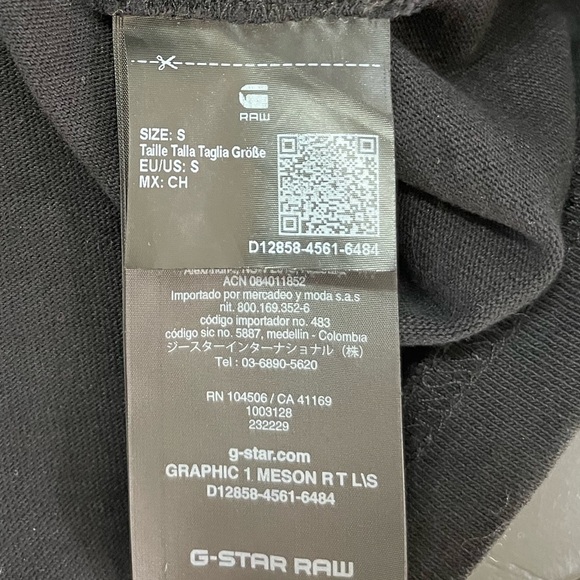 RAW
SIZE: S
Taille Talla Taglia Größe
EU/US: S
MX: CH
D12858-4561-6484
ACN 084011852
Importado por mercadeo y moda s.a.s
nit. 800.169.352-6
código importador no. 483
código sic no. 5887, medellin - Colombia
ジースターインターナショナル（株）
Tel : 03-6890-5620
RN 104506 / CA 41169
1003128
232229
g-star.com
GRAPHIC 1 MESON R T L\S
D12858-4561-6484
G-STAR RAW